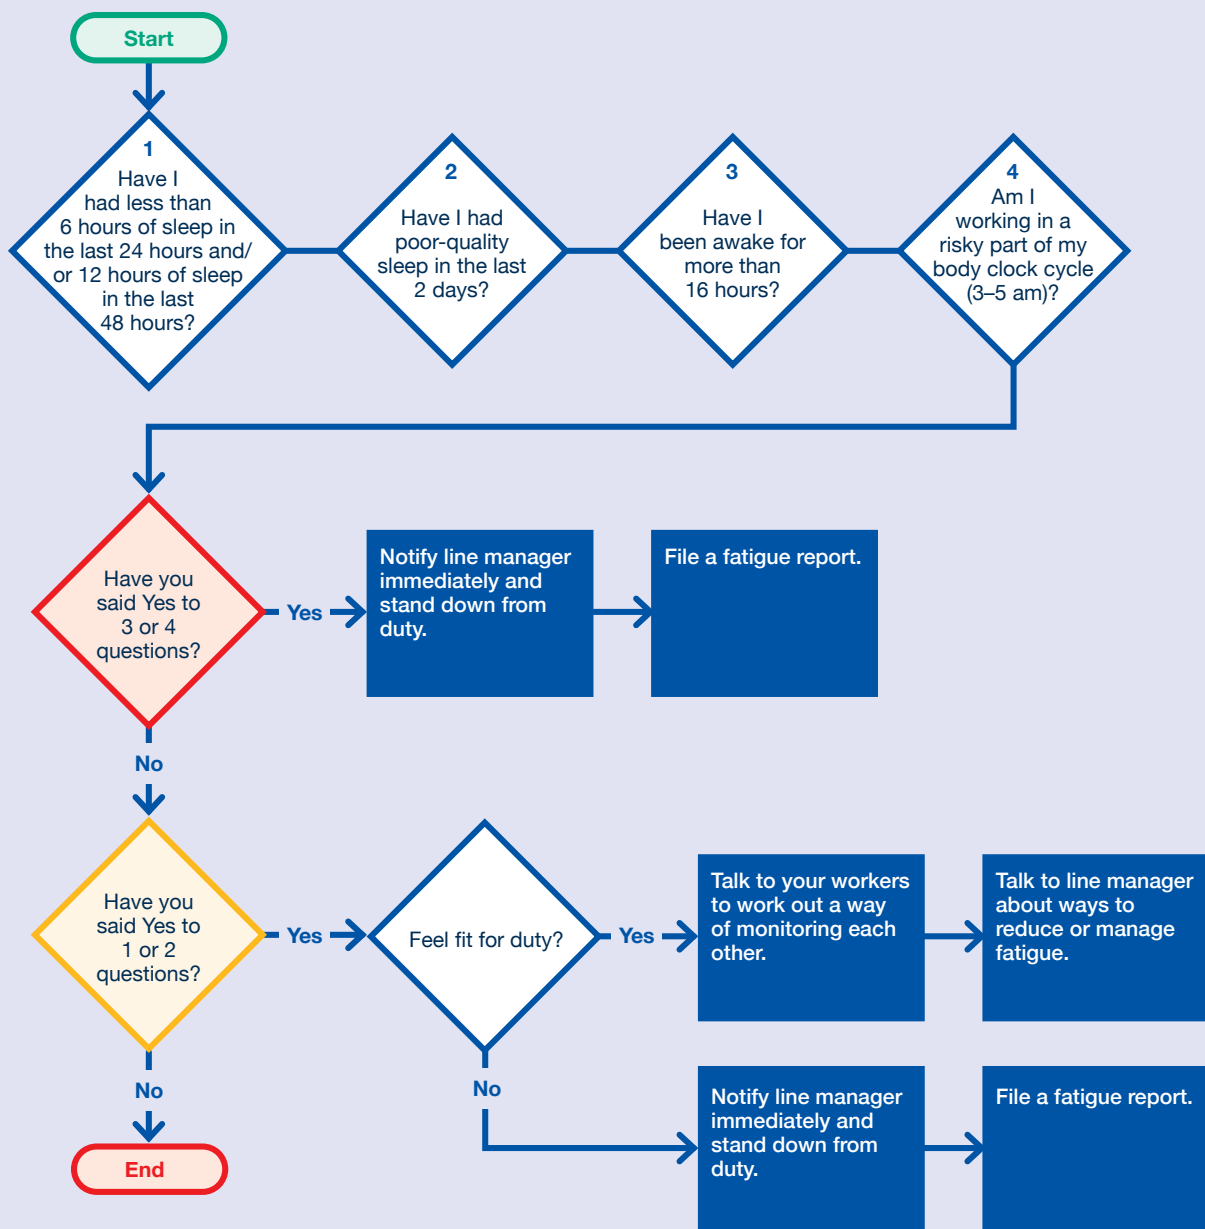 Start
1
Have I
had less than
6 hours of sleep in
the last 24 hours and/
or 12 hours of sleep
in the last
48 hours?
2
Have I had
poor-quality
sleep in the last
2 days?
3
Have I
been awake for
more than
16 hours?
4
Am I
working in a
risky part of my
body clock cycle
(3–5 am)?
Have you
said Yes to
3 or 4
questions?
Yes
Notify line manager
immediately and
stand down from
duty.
File a fatigue report.
No
Have you
said Yes to
1 or 2
questions?
Yes
Feel fit for duty?
Yes
Talk to your workers
to work out a way
of monitoring each
other.
Talk to line manager
about ways to
reduce or manage
fatigue.
No
Notify line manager
immediately and
stand down from
duty.
File a fatigue report.
No
End